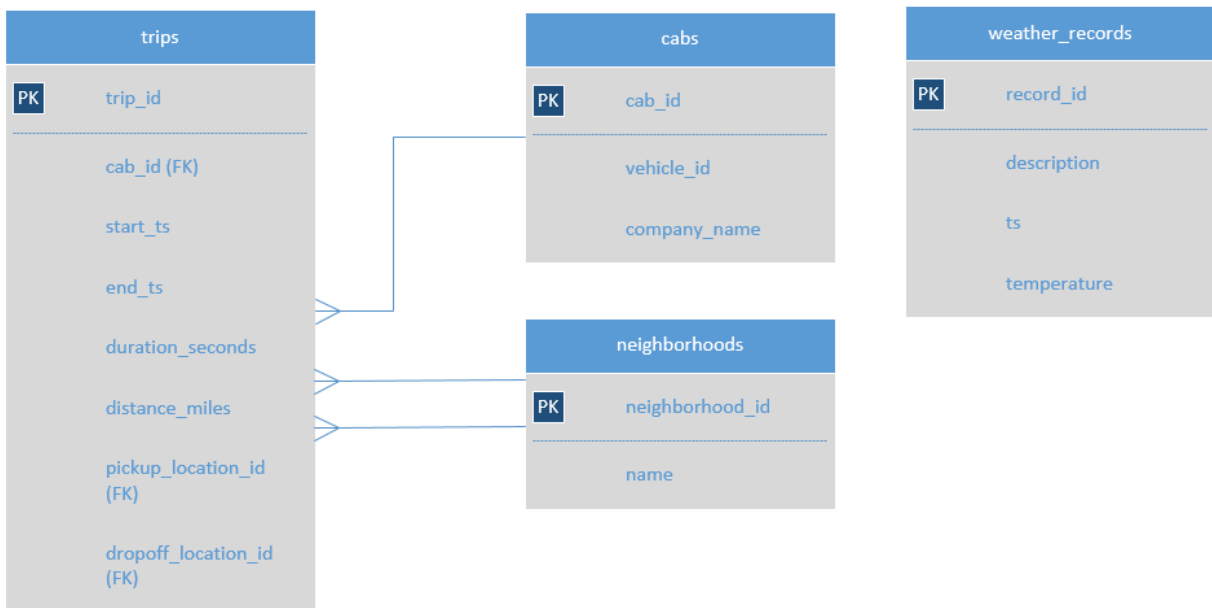 trips
PK
trip_id
cab_id (FK)
start_ts
end_ts
duration_seconds
distance_miles
pickup_location_id
(FK)
dropoff_location_id
(FK)
cabs
PK
cab_id
vehicle_id
company_name
neighborhoods
PK
neighborhood_id
name
weather_records
PK
record_id
description
ts
temperature